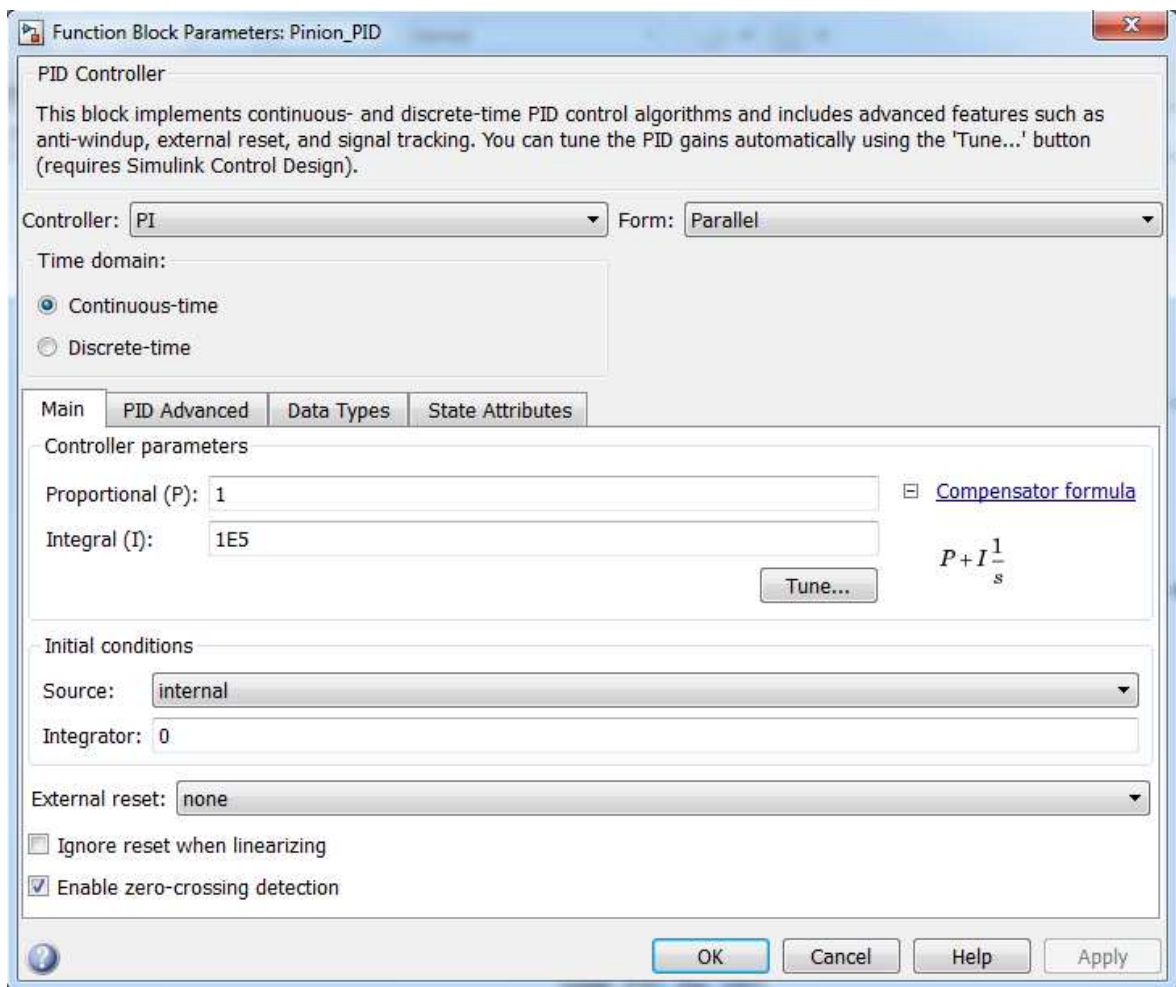 Function Block Parameters: Pinion_PID
PID Controller
This block implements continuous- and discrete-time PID control algorithms and includes advanced features such as
anti-windup, external reset, and signal tracking. You can tune the PID gains automatically using the 'Tune...' button
(requires Simulink Control Design).
Controller: PI Form: Parallel
Time domain:
Continuous-time
Discrete-time
Main PID Advanced Data Types State Attributes
Controller parameters
Proportional (P): 1 Compensator formula
Integral (I): 1E5
P + I 1/s
Tune...
Initial conditions
Source: internal
Integrator: 0
External reset: none
Ignore reset when linearizing
Enable zero-crossing detection
OK Cancel Help Apply